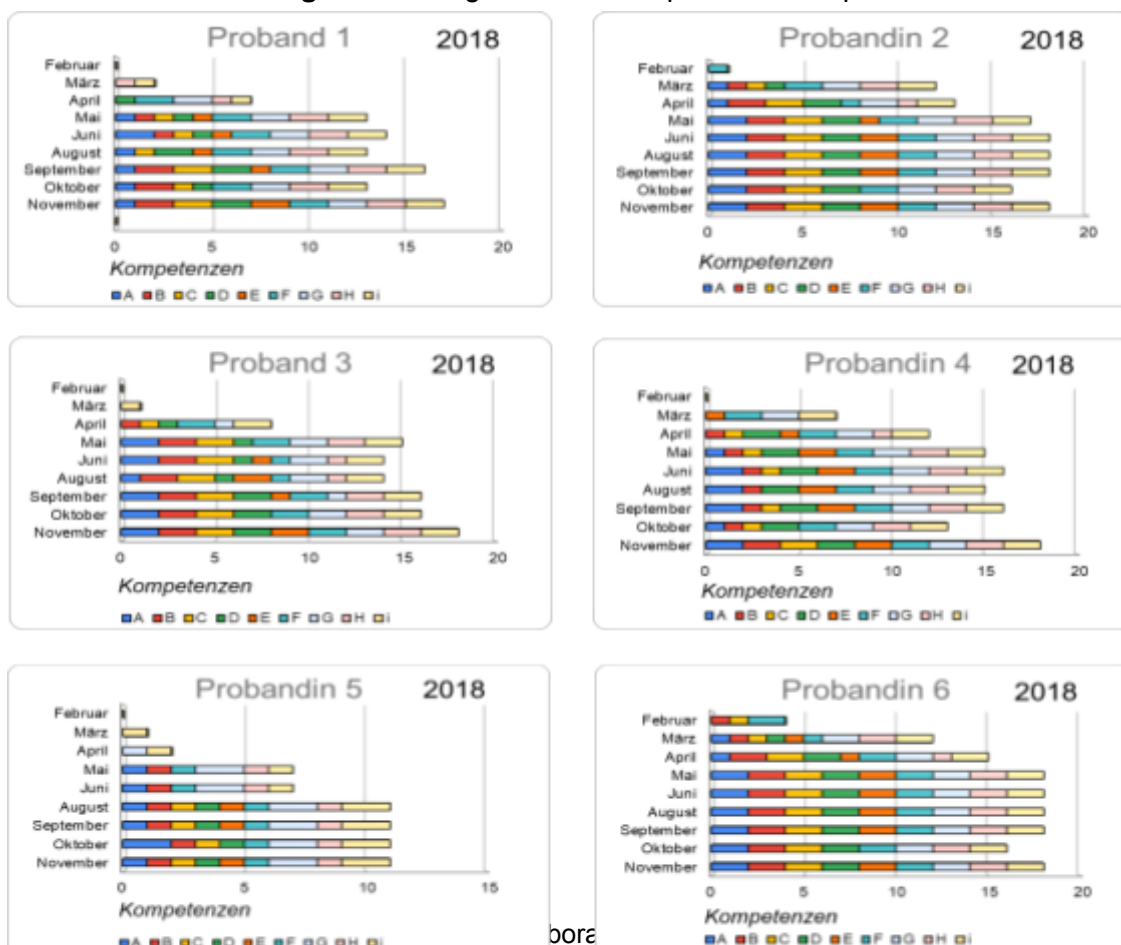 Proband 1 2018
Februar
März
April
Mai
Juni
August
September
Oktober
November
0 5 10 15 20
Kompetenzen
A B C D E F G H i
Probandin 2 2018
Februar
März
April
Mai
Juni
August
September
Oktober
November
0 5 10 15 20
Kompetenzen
A B C D E F G H i
Proband 3 2018
Februar
März
April
Mai
Juni
August
September
Oktober
November
0 5 10 15 20
Kompetenzen
A B C D E F G H i
Probandin 4 2018
Februar
März
April
Mai
Juni
August
September
Oktober
November
0 5 10 15 20
Kompetenzen
A B C D E F G H i
Probandin 5 2018
Februar
März
April
Mai
Juni
August
September
Oktober
November
0 5 10 15
Kompetenzen
A B C D E F G H i
Probandin 6 2018
Februar
März
April
Mai
Juni
August
September
Oktober
November
0 5 10 15 20
Kompetenzen
A B C D E F G H i
bora